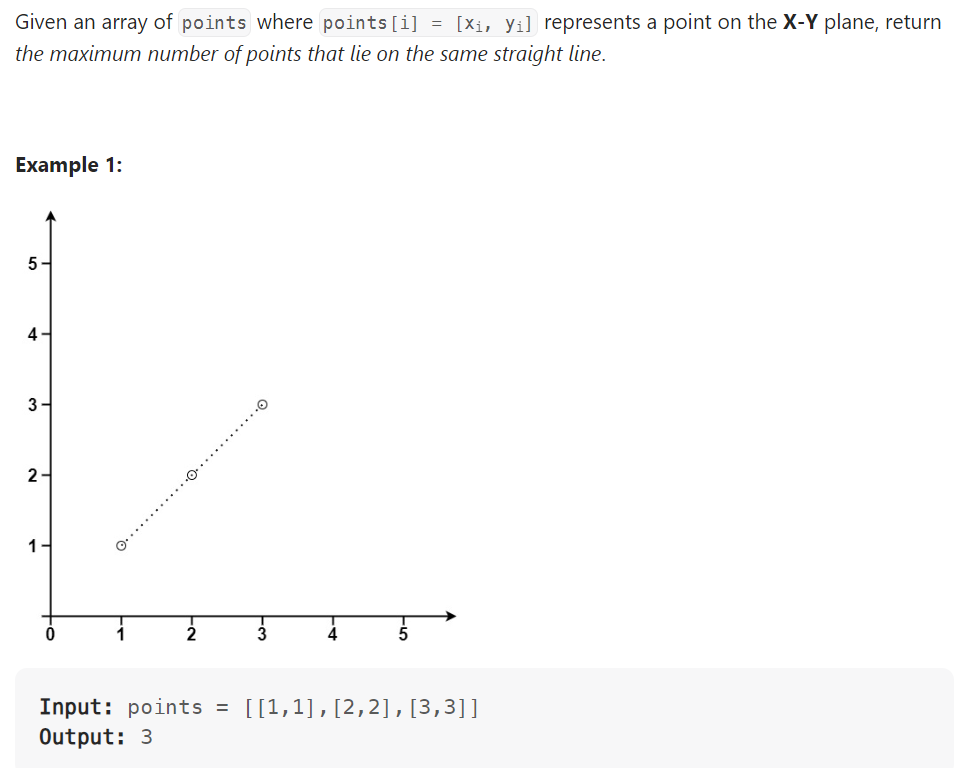 Given an array of points where points[i] = [xᵢ, yᵢ] represents a point on the X-Y plane, return
the maximum number of points that lie on the same straight line.
Example 1:
5
4
3
2
1
0 1 2 3 4 5
Input: points = [[1,1],[2,2],[3,3]]
Output: 3